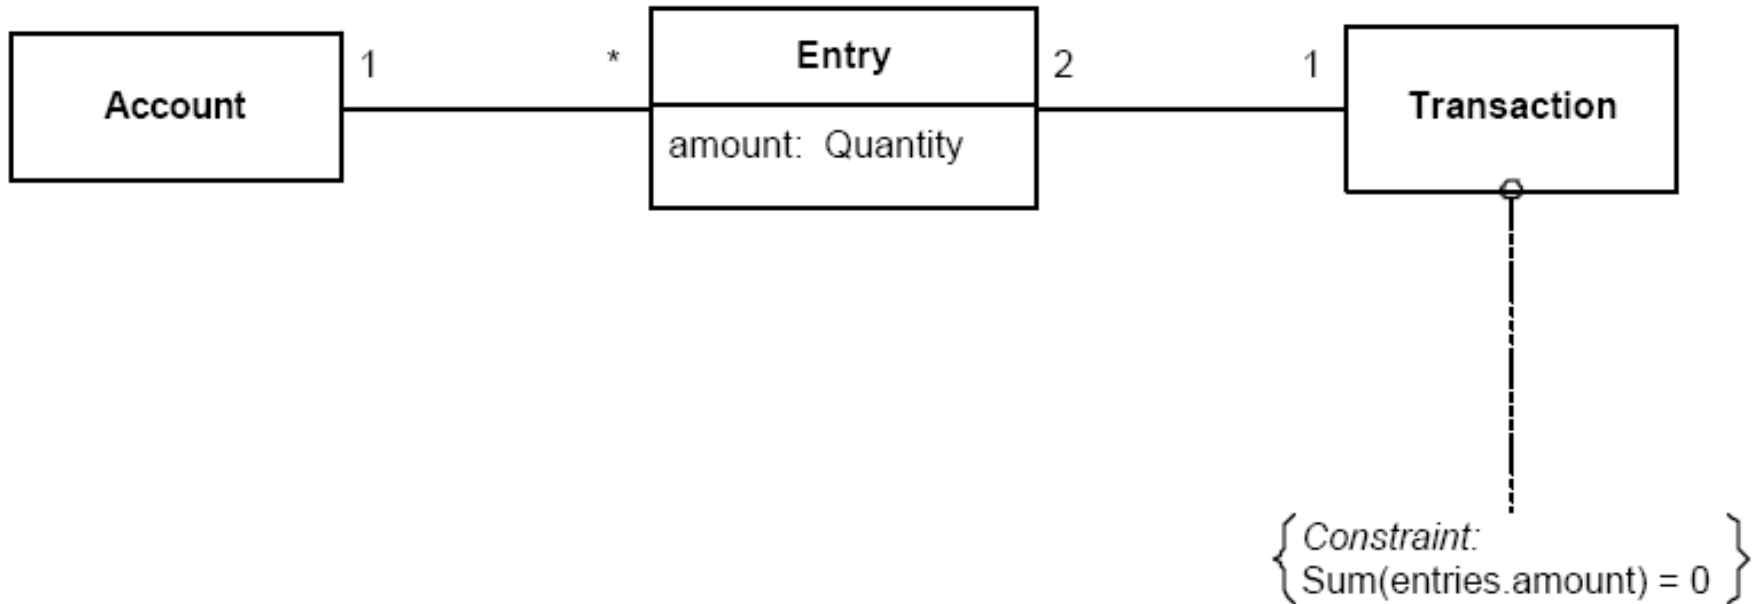 Account
1
*
Entry
amount: Quantity
2
1
Transaction
Constraint:
Sum(entries.amount) = 0